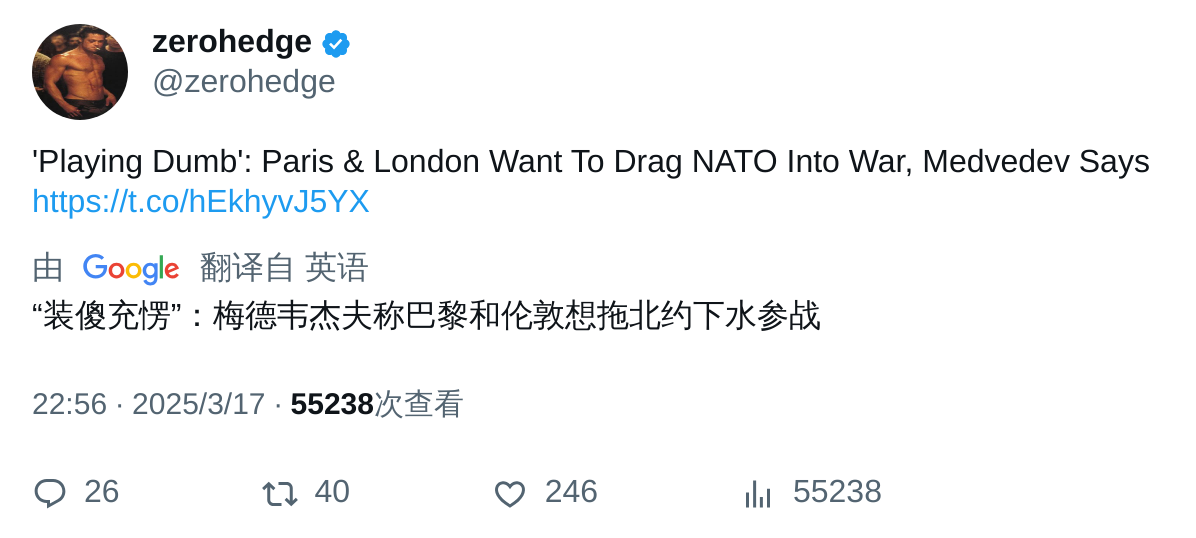 zerohedge
@zerohedge
'Playing Dumb': Paris & London Want To Drag NATO Into War, Medvedev Says
https://t.co/hEkhyvJ5YX
由 Google 翻译自 英语
“装傻充愣”：梅德韦杰夫称巴黎和伦敦想拖北约下水参战
22:56 · 2025/3/17 · 55238次查看
26 40 246 55238